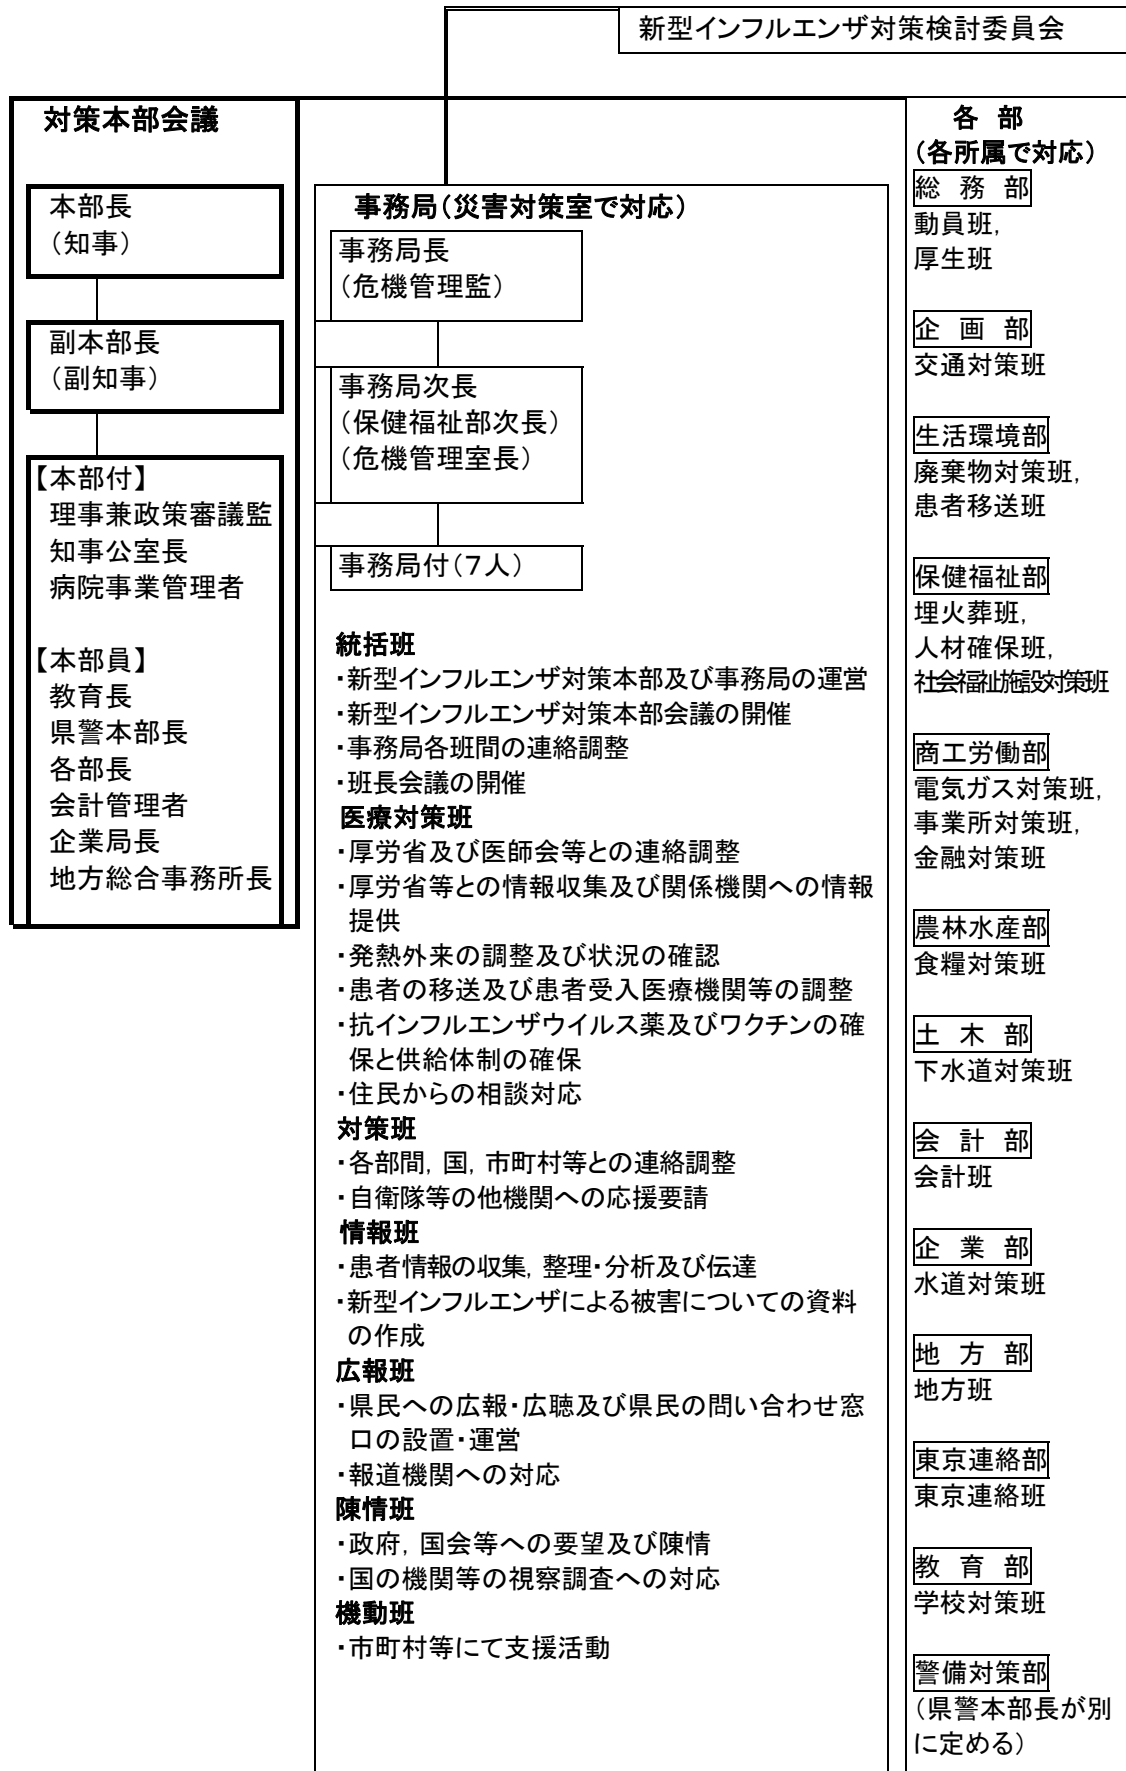 新型インフルエンザ対策検討委員会
対策本部会議
本部長
（知事）
副本部長
（副知事）
【本部付】
理事兼政策審議監
知事公室長
病院事業管理者
【本部員】
教育長
県警本部長
各部長
会計管理者
企業局長
地方総合事務所長
事務局（災害対策室で対応）
事務局長
（危機管理監）
事務局次長
（保健福祉部次長）
（危機管理室長）
事務局付（７人）
統括班
・新型インフルエンザ対策本部及び事務局の運営
・新型インフルエンザ対策本部会議の開催
・事務局各班間の連絡調整
・班長会議の開催
医療対策班
・厚労省及び医師会等との連絡調整
・厚労省等との情報収集及び関係機関への情報
提供
・発熱外来の調整及び状況の確認
・患者の移送及び患者受入医療機関等の調整
・抗インフルエンザウイルス薬及びワクチンの確
保と供給体制の確保
・住民からの相談対応
対策班
・各部間，国，市町村等との連絡調整
・自衛隊等の他機関への応援要請
情報班
・患者情報の収集，整理・分析及び伝達
・新型インフルエンザによる被害についての資料
の作成
広報班
・県民への広報・広聴及び県民の問い合わせ窓
口の設置・運営
・報道機関への対応
陳情班
・政府，国会等への要望及び陳情
・国の機関等の視察調査への対応
機動班
・市町村等にて支援活動
各 部
（各所属で対応）
総 務 部
動員班，
厚生班
企 画 部
交通対策班
生活環境部
廃棄物対策班，
患者移送班
保健福祉部
埋火葬班，
人材確保班，
社会福祉施設対策班
商工労働部
電気ガス対策班，
事業所対策班，
金融対策班
農林水産部
食糧対策班
土 木 部
下水道対策班
会 計 部
会計班
企 業 部
水道対策班
地 方 部
地方班
東京連絡部
東京連絡班
教 育 部
学校対策班
警備対策部
（県警本部長が別
に定める）